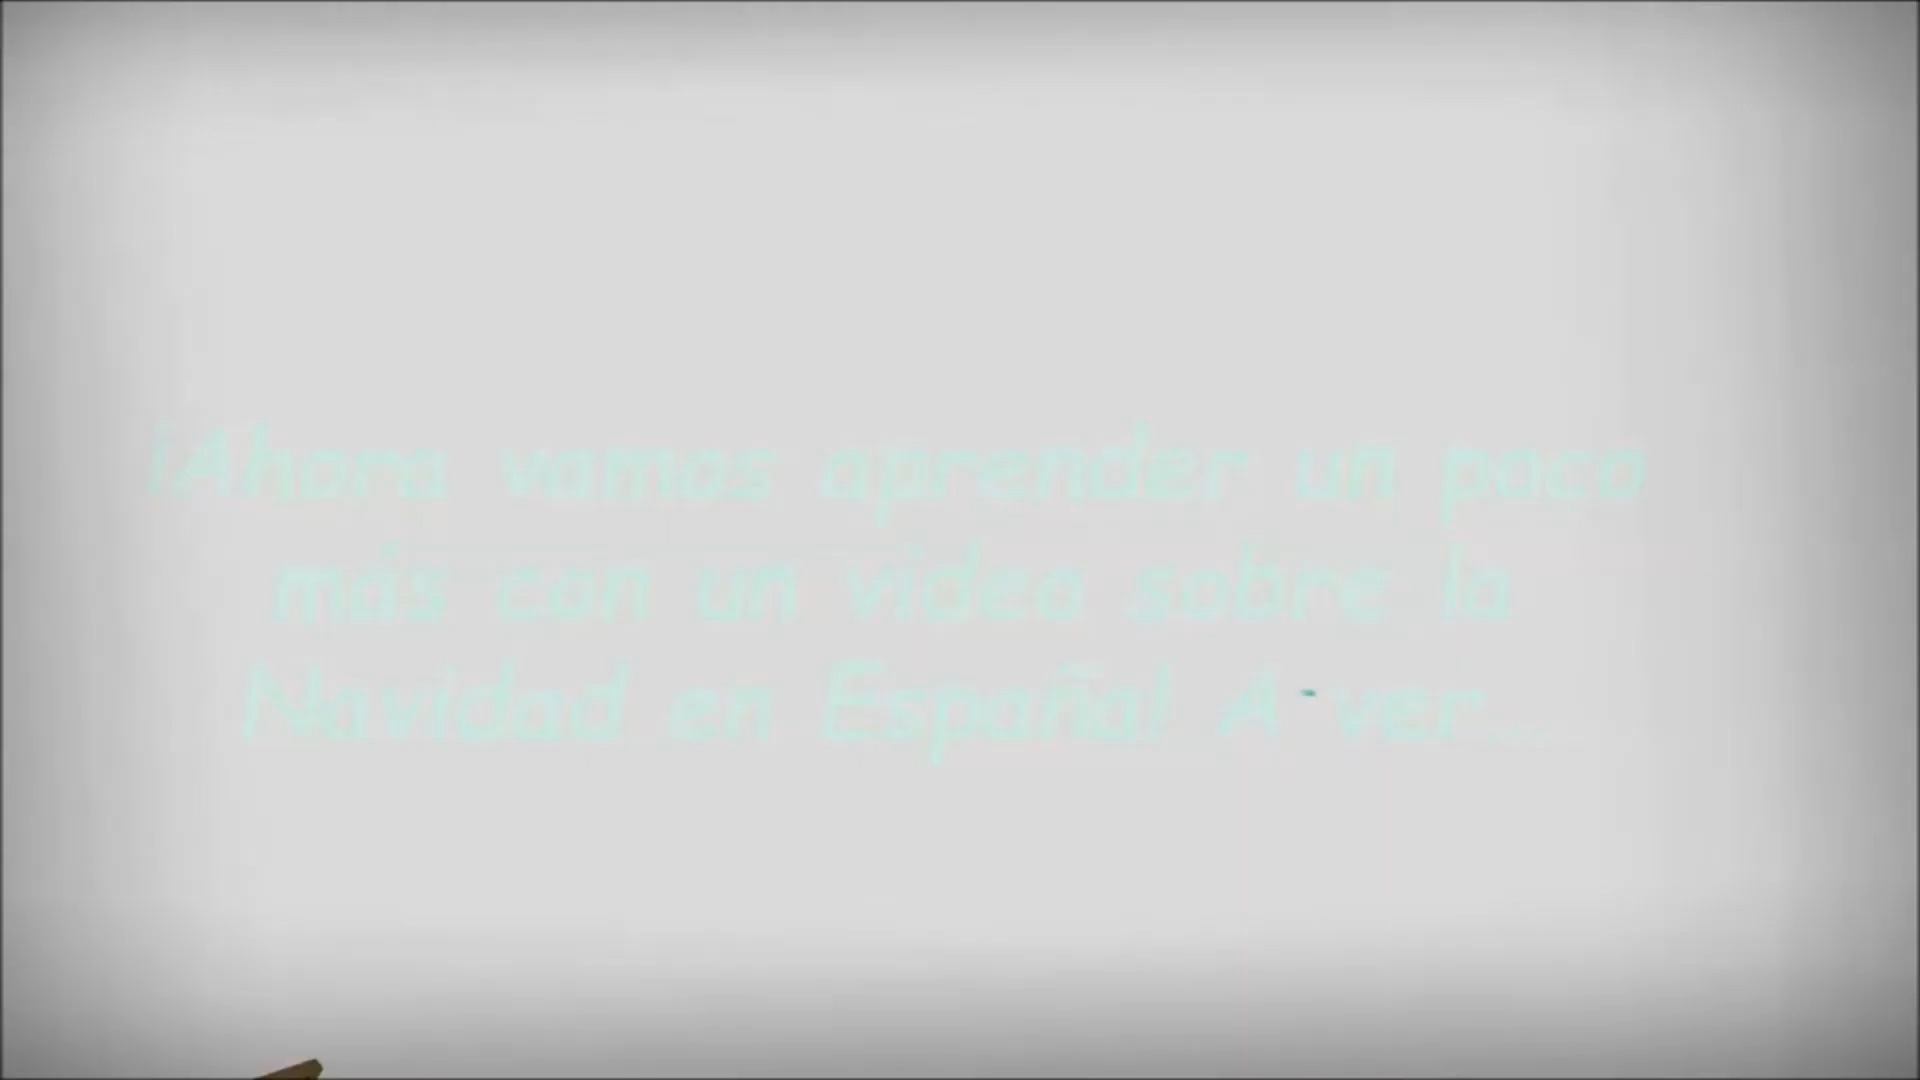 ¡Ahora vamos aprender un poco
más con un video sobre la
Navidad en España! A ver...